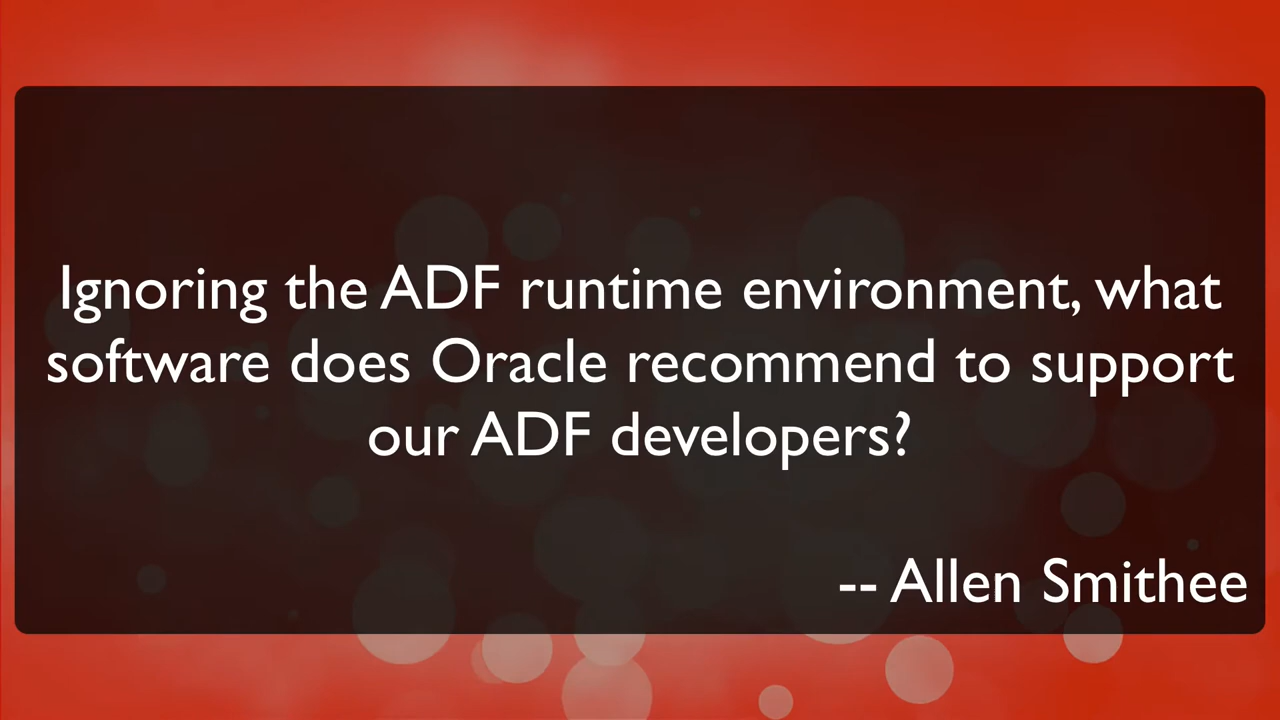 Ignoring the ADF runtime environment, what
software does Oracle recommend to support
our ADF developers?
-- Allen Smithee